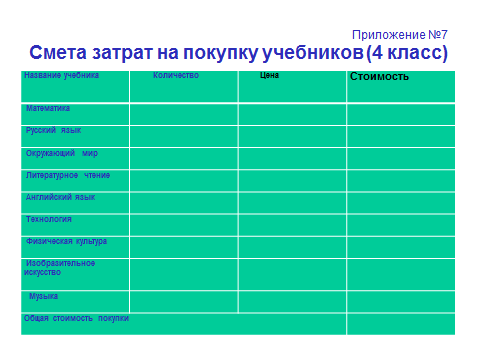 Приложение №7
Смета затрат на покупку учебников (4 класс)
Название учебника Количество Цена Стоимость
Математика
Русский язык
Окружающий мир
Литературное чтение
Английский язык
Технология
Физическая культура
Изобразительное
искусство
Музыка
Общая стоимость покупки